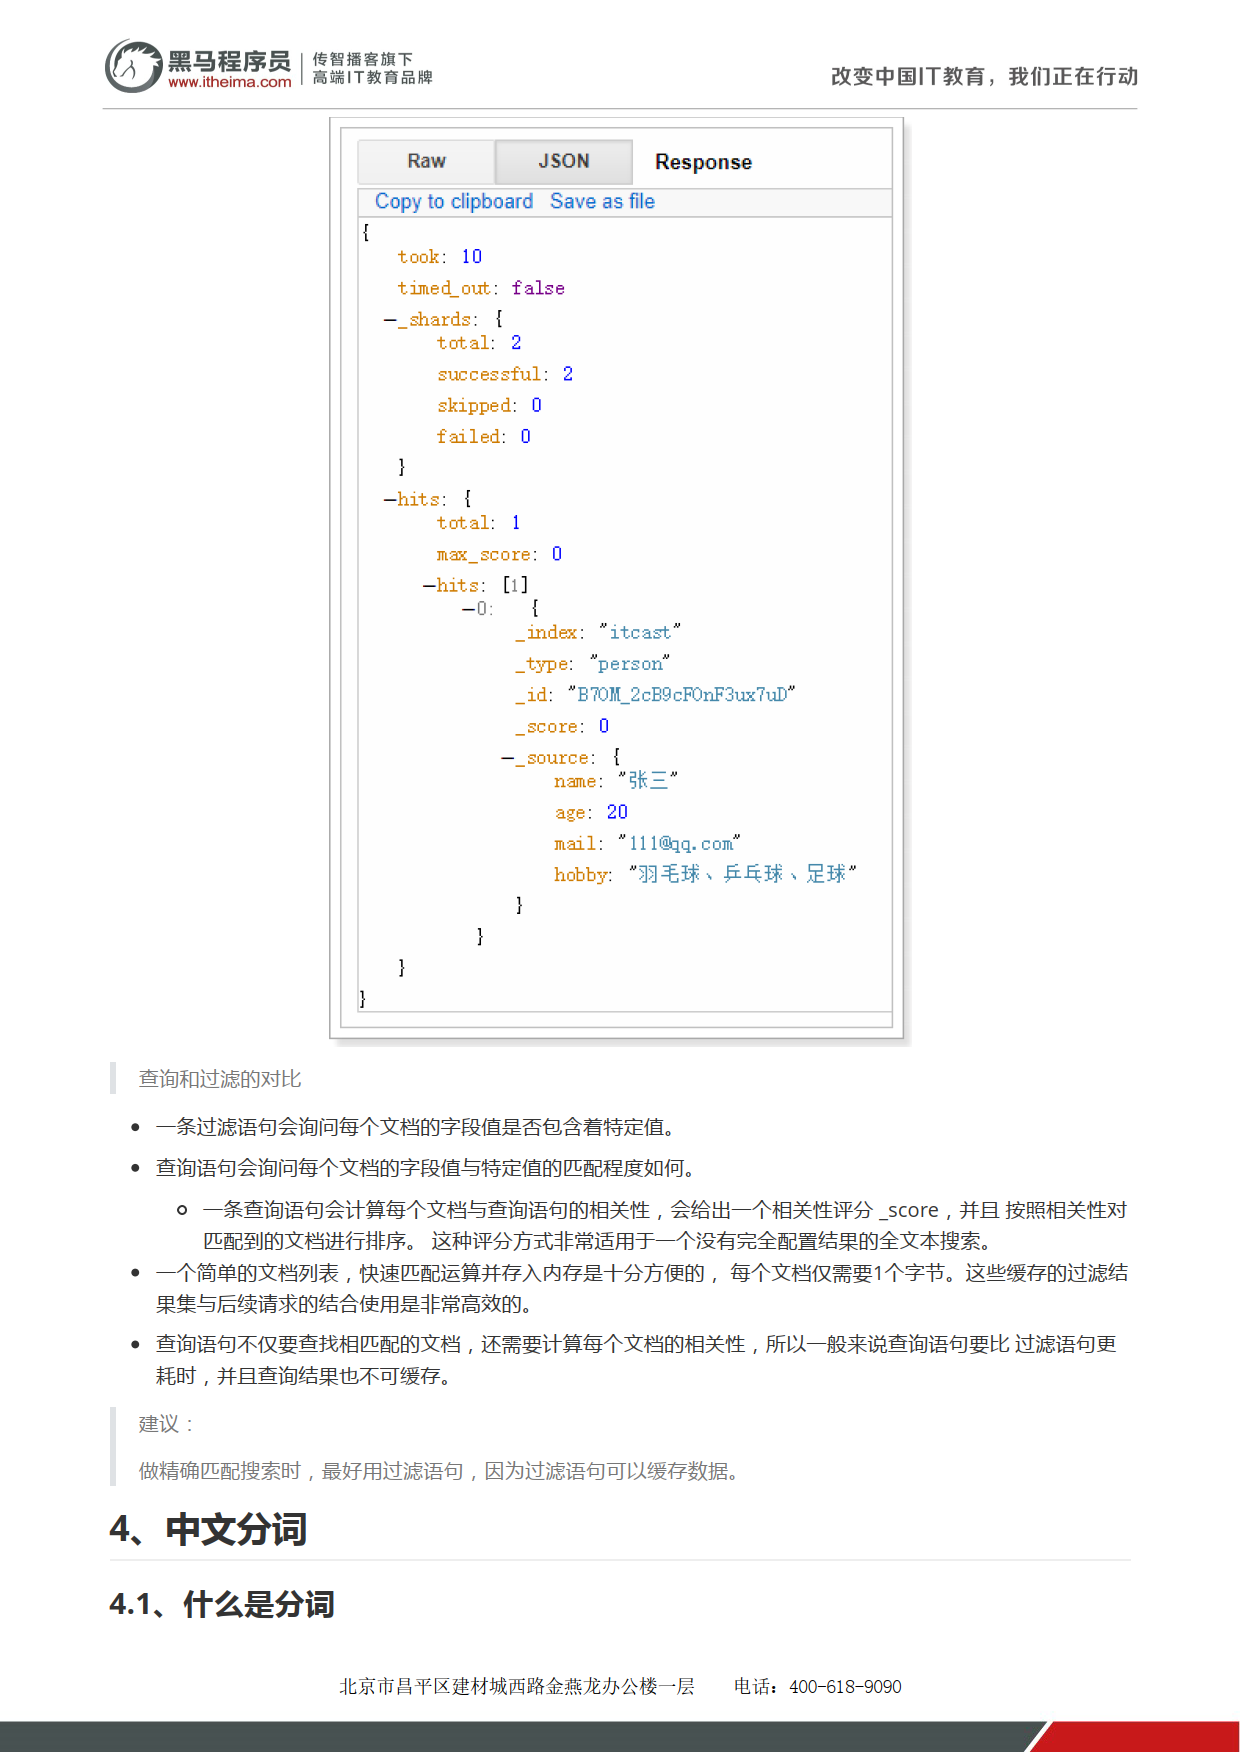 黑马程序员
www.itheima.com
传智播客旗下
高端IT教育品牌
改变中国IT教育，我们正在行动
Raw JSON Response
Copy to clipboard Save as file
{
took: 10
timed_out: false
—_shards: {
total: 2
successful: 2
skipped: 0
failed: 0
}
—hits: {
total: 1
max_score: 0
—hits: [1]
—0: {
_index: "itcast"
_type: "person"
_id: "B7OM_2cB9cF0nF3ux7uD"
_score: 0
—_source: {
name: "张三"
age: 20
mail: "111@qq.com"
hobby: "羽毛球、乒乓球、足球"
}
}
}
}
查询和过滤的对比
一条过滤语句会询问每个文档的字段值是否包含着特定值。
查询语句会询问每个文档的字段值与特定值的匹配程度如何。
一条查询语句会计算每个文档与查询语句的相关性，会给出一个相关性评分 _score，并且 按照相关性对
匹配到的文档进行排序。 这种评分方式非常适用于一个没有完全配置结果的全文本搜索。
一个简单的文档列表，快速匹配运算并存入内存是十分方便的， 每个文档仅需要1个字节。这些缓存的过滤结
果集与后续请求的结合使用是非常高效的。
查询语句不仅要查找相匹配的文档，还需要计算每个文档的相关性，所以一般来说查询语句要比 过滤语句更
耗时，并且查询结果也不可缓存。
建议：
做精确匹配搜索时，最好用过滤语句，因为过滤语句可以缓存数据。
4、中文分词
4.1、什么是分词
北京市昌平区建材城西路金燕龙办公楼一层 电话：400-618-9090